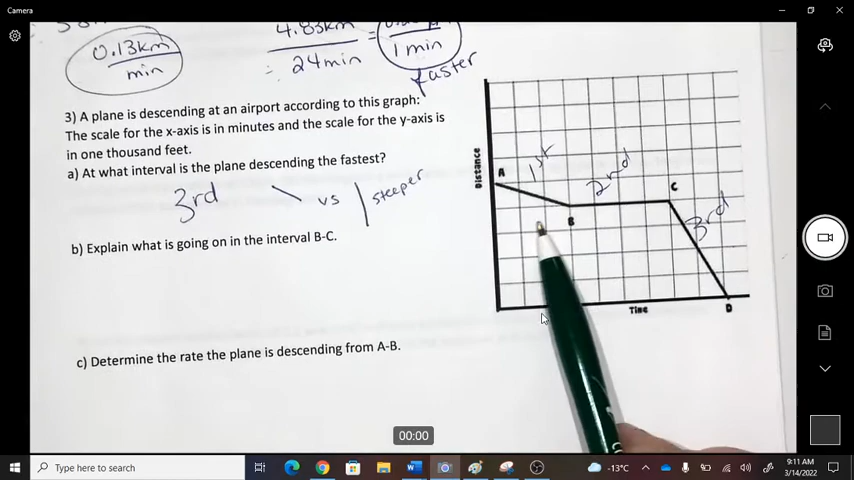 Camera
0.13km
min
4.83km
24min
=
1 min
faster
3) A plane is descending at an airport according to this graph:
The scale for the x-axis is in minutes and the scale for the y-axis is
in one thousand feet.
a) At what interval is the plane descending the fastest?
3rd
vs
steeper
b) Explain what is going on in the interval B-C.
c) Determine the rate the plane is descending from A-B.
Distance
A
1st
B
2nd
C
3rd
Time
D
00:00
Type here to search
-13°C
9:11 AM
3/14/2022